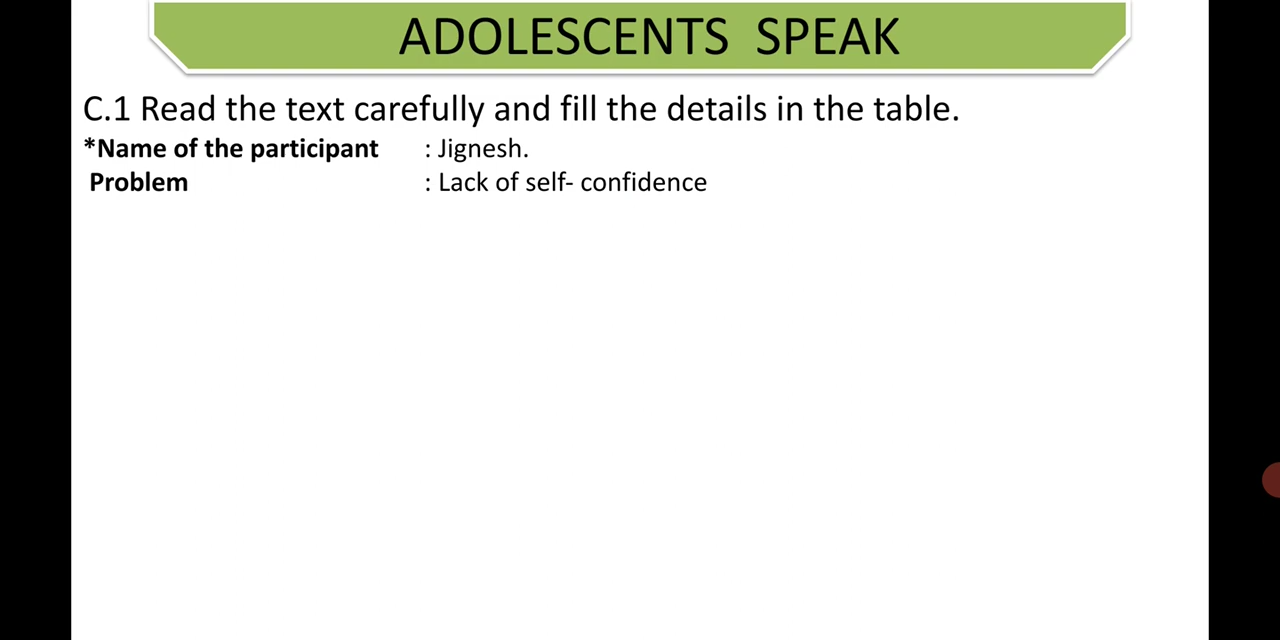 ADOLESCENTS SPEAK
C.1 Read the text carefully and fill the details in the table.
*Name of the participant : Jignesh.
Problem : Lack of self- confidence